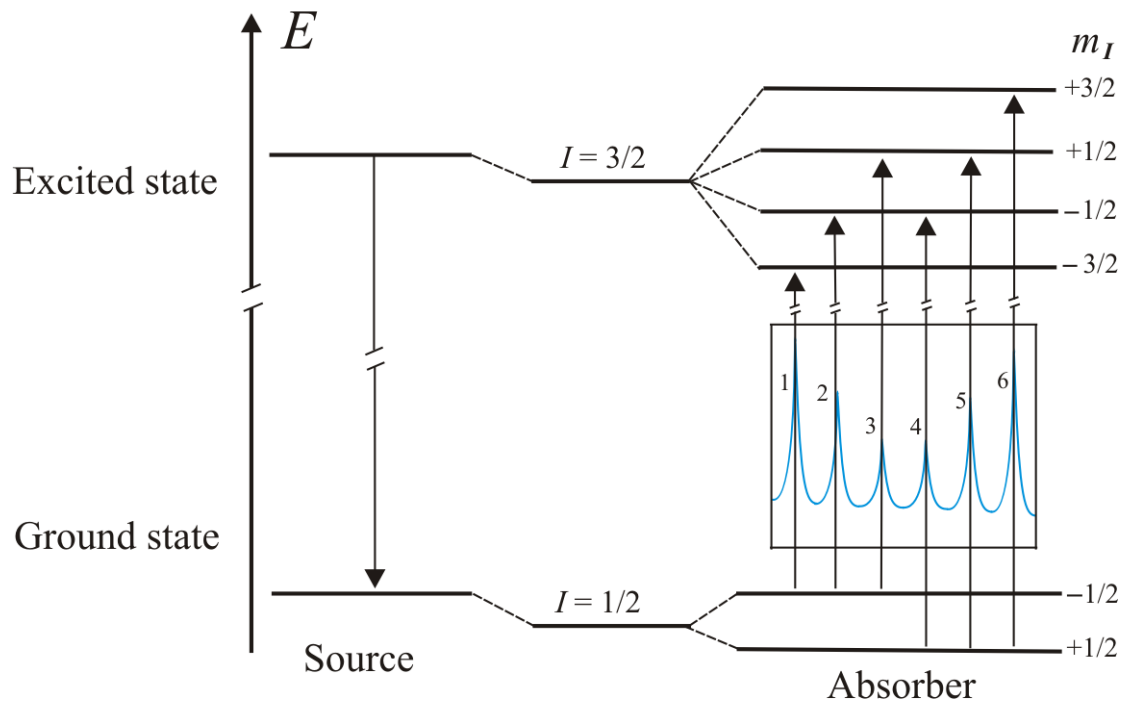 E
m_I
+3/2
Excited state
I = 3/2
+1/2
−1/2
− 3/2
1
2
3
4
5
6
Ground state
I = 1/2
−1/2
+1/2
Source
Absorber